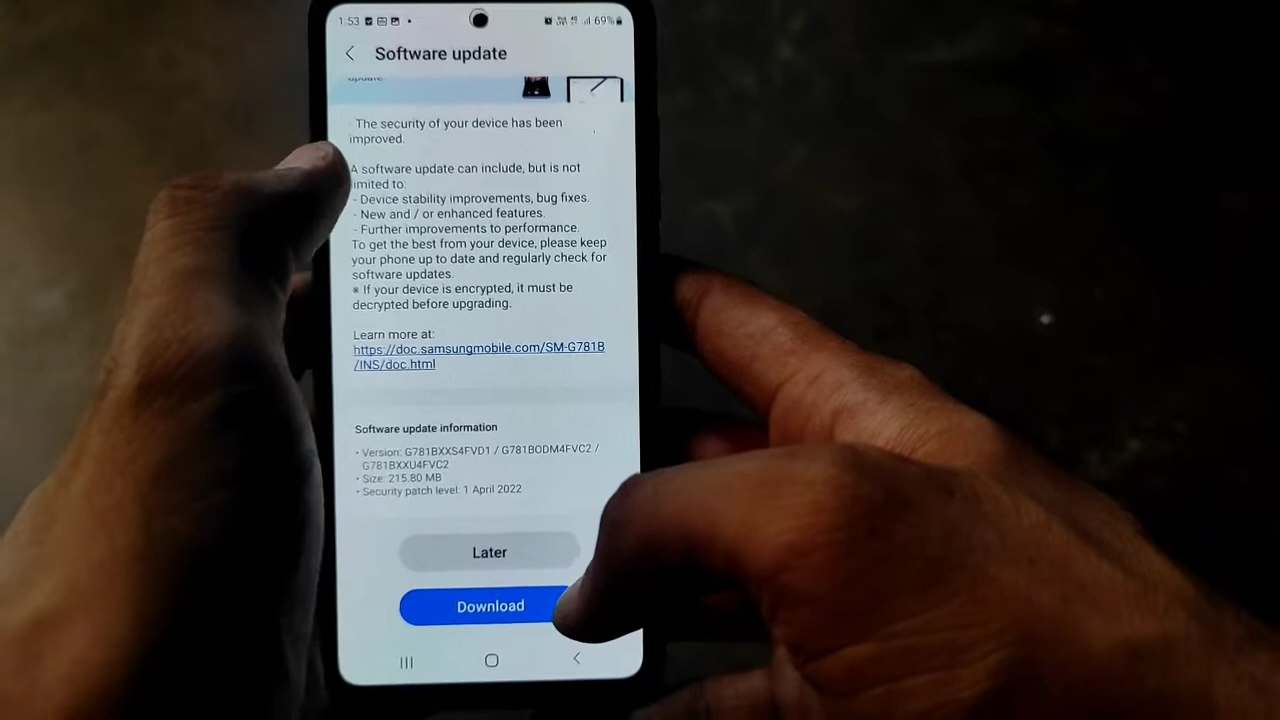 1:53
69%
Software update
update.
- The security of your device has been
improved.
A software update can include, but is not
limited to:
- Device stability improvements, bug fixes.
- New and / or enhanced features.
- Further improvements to performance.
To get the best from your device, please keep
your phone up to date and regularly check for
software updates.
※ If your device is encrypted, it must be
decrypted before upgrading.
Learn more at:
https://doc.samsungmobile.com/SM-G781B
/INS/doc.html
Software update information
• Version: G781BXXS4FVD1 / G781BODM4FVC2 /
G781BXXU4FVC2
• Size: 215.80 MB
• Security patch level: 1 April 2022
Later
Download